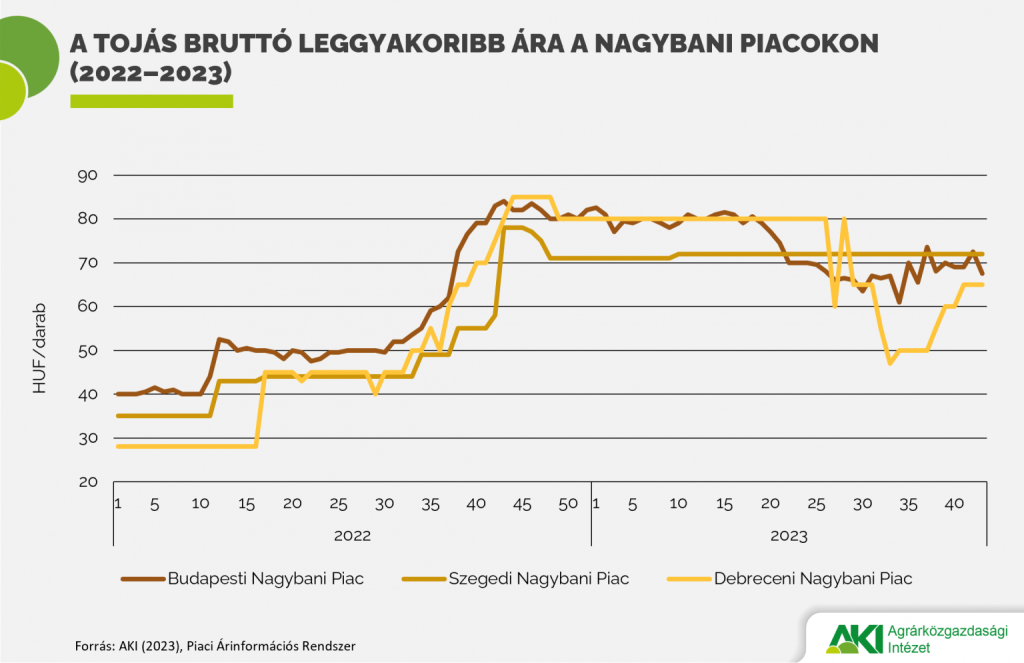 A TOJÁS BRUTTÓ LEGGYAKORIBB ÁRA A NAGYBANI PIACOKON
(2022–2023)
HUF/darab
90
80
70
60
50
40
30
20
1 5 10 15 20 25 30 35 40 45 50 1 5 10 15 20 25 30 35 40
2022 2023
Budapesti Nagybani Piac Szegedi Nagybani Piac Debreceni Nagybani Piac
Forrás: AKI (2023), Piaci Árinformációs Rendszer
AKI Agrárközgazdasági
Intézet